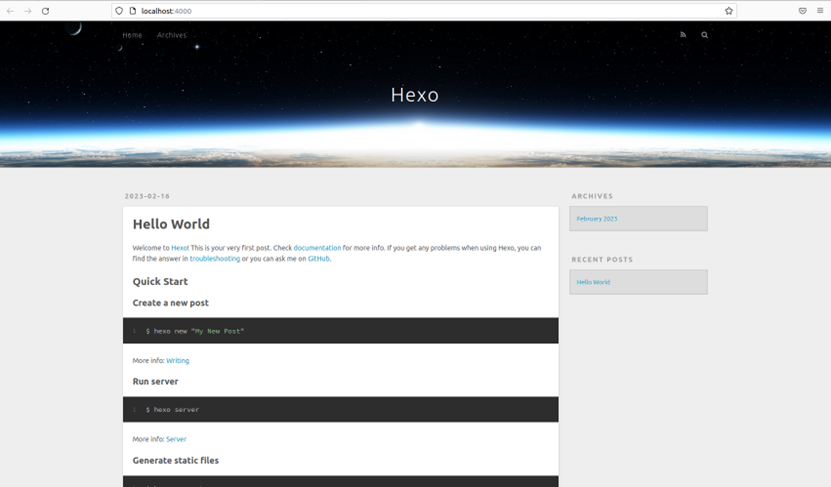 localhost:4000
Home Archives
Hexo
2023-02-16
Hello World
Welcome to Hexo! This is your very first post. Check documentation for more info. If you get any problems when using Hexo, you can
find the answer in troubleshooting or you can ask me on GitHub.
Quick Start
Create a new post
1 $ hexo new "My New Post"
More info: Writing
Run server
1 $ hexo server
More info: Server
Generate static files
ARCHIVES
February 2023
RECENT POSTS
Hello World